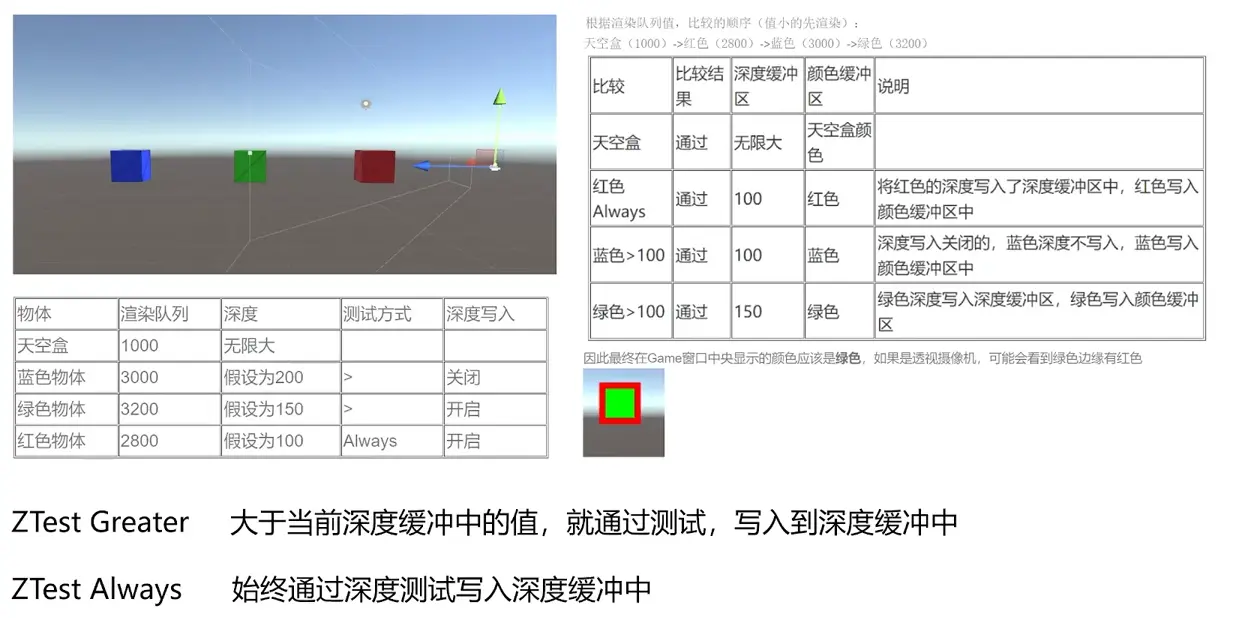 根据渲染队列值，比较的顺序（值小的先渲染）：
天空盒（1000）->红色（2800）->蓝色（3000）->绿色（3200）
比较 比较结果 深度缓冲区 颜色缓冲区 说明
天空盒 通过 无限大 天空盒颜色
红色 Always 通过 100 红色 将红色的深度写入了深度缓冲区中，红色写入颜色缓冲区中
蓝色>100 通过 100 蓝色 深度写入关闭的，蓝色深度不写入，蓝色写入颜色缓冲区中
绿色>100 通过 150 绿色 绿色深度写入深度缓冲区，绿色写入颜色缓冲区
因此最终在Game窗口中央显示的颜色应该是绿色，如果是透视摄像机，可能会看到绿色边缘有红色
物体 渲染队列 深度 测试方式 深度写入
天空盒 1000 无限大
蓝色物体 3000 假设为200 > 关闭
绿色物体 3200 假设为150 > 开启
红色物体 2800 假设为100 Always 开启
ZTest Greater 大于当前深度缓冲中的值，就通过测试，写入到深度缓冲中
ZTest Always 始终通过深度测试写入深度缓冲中